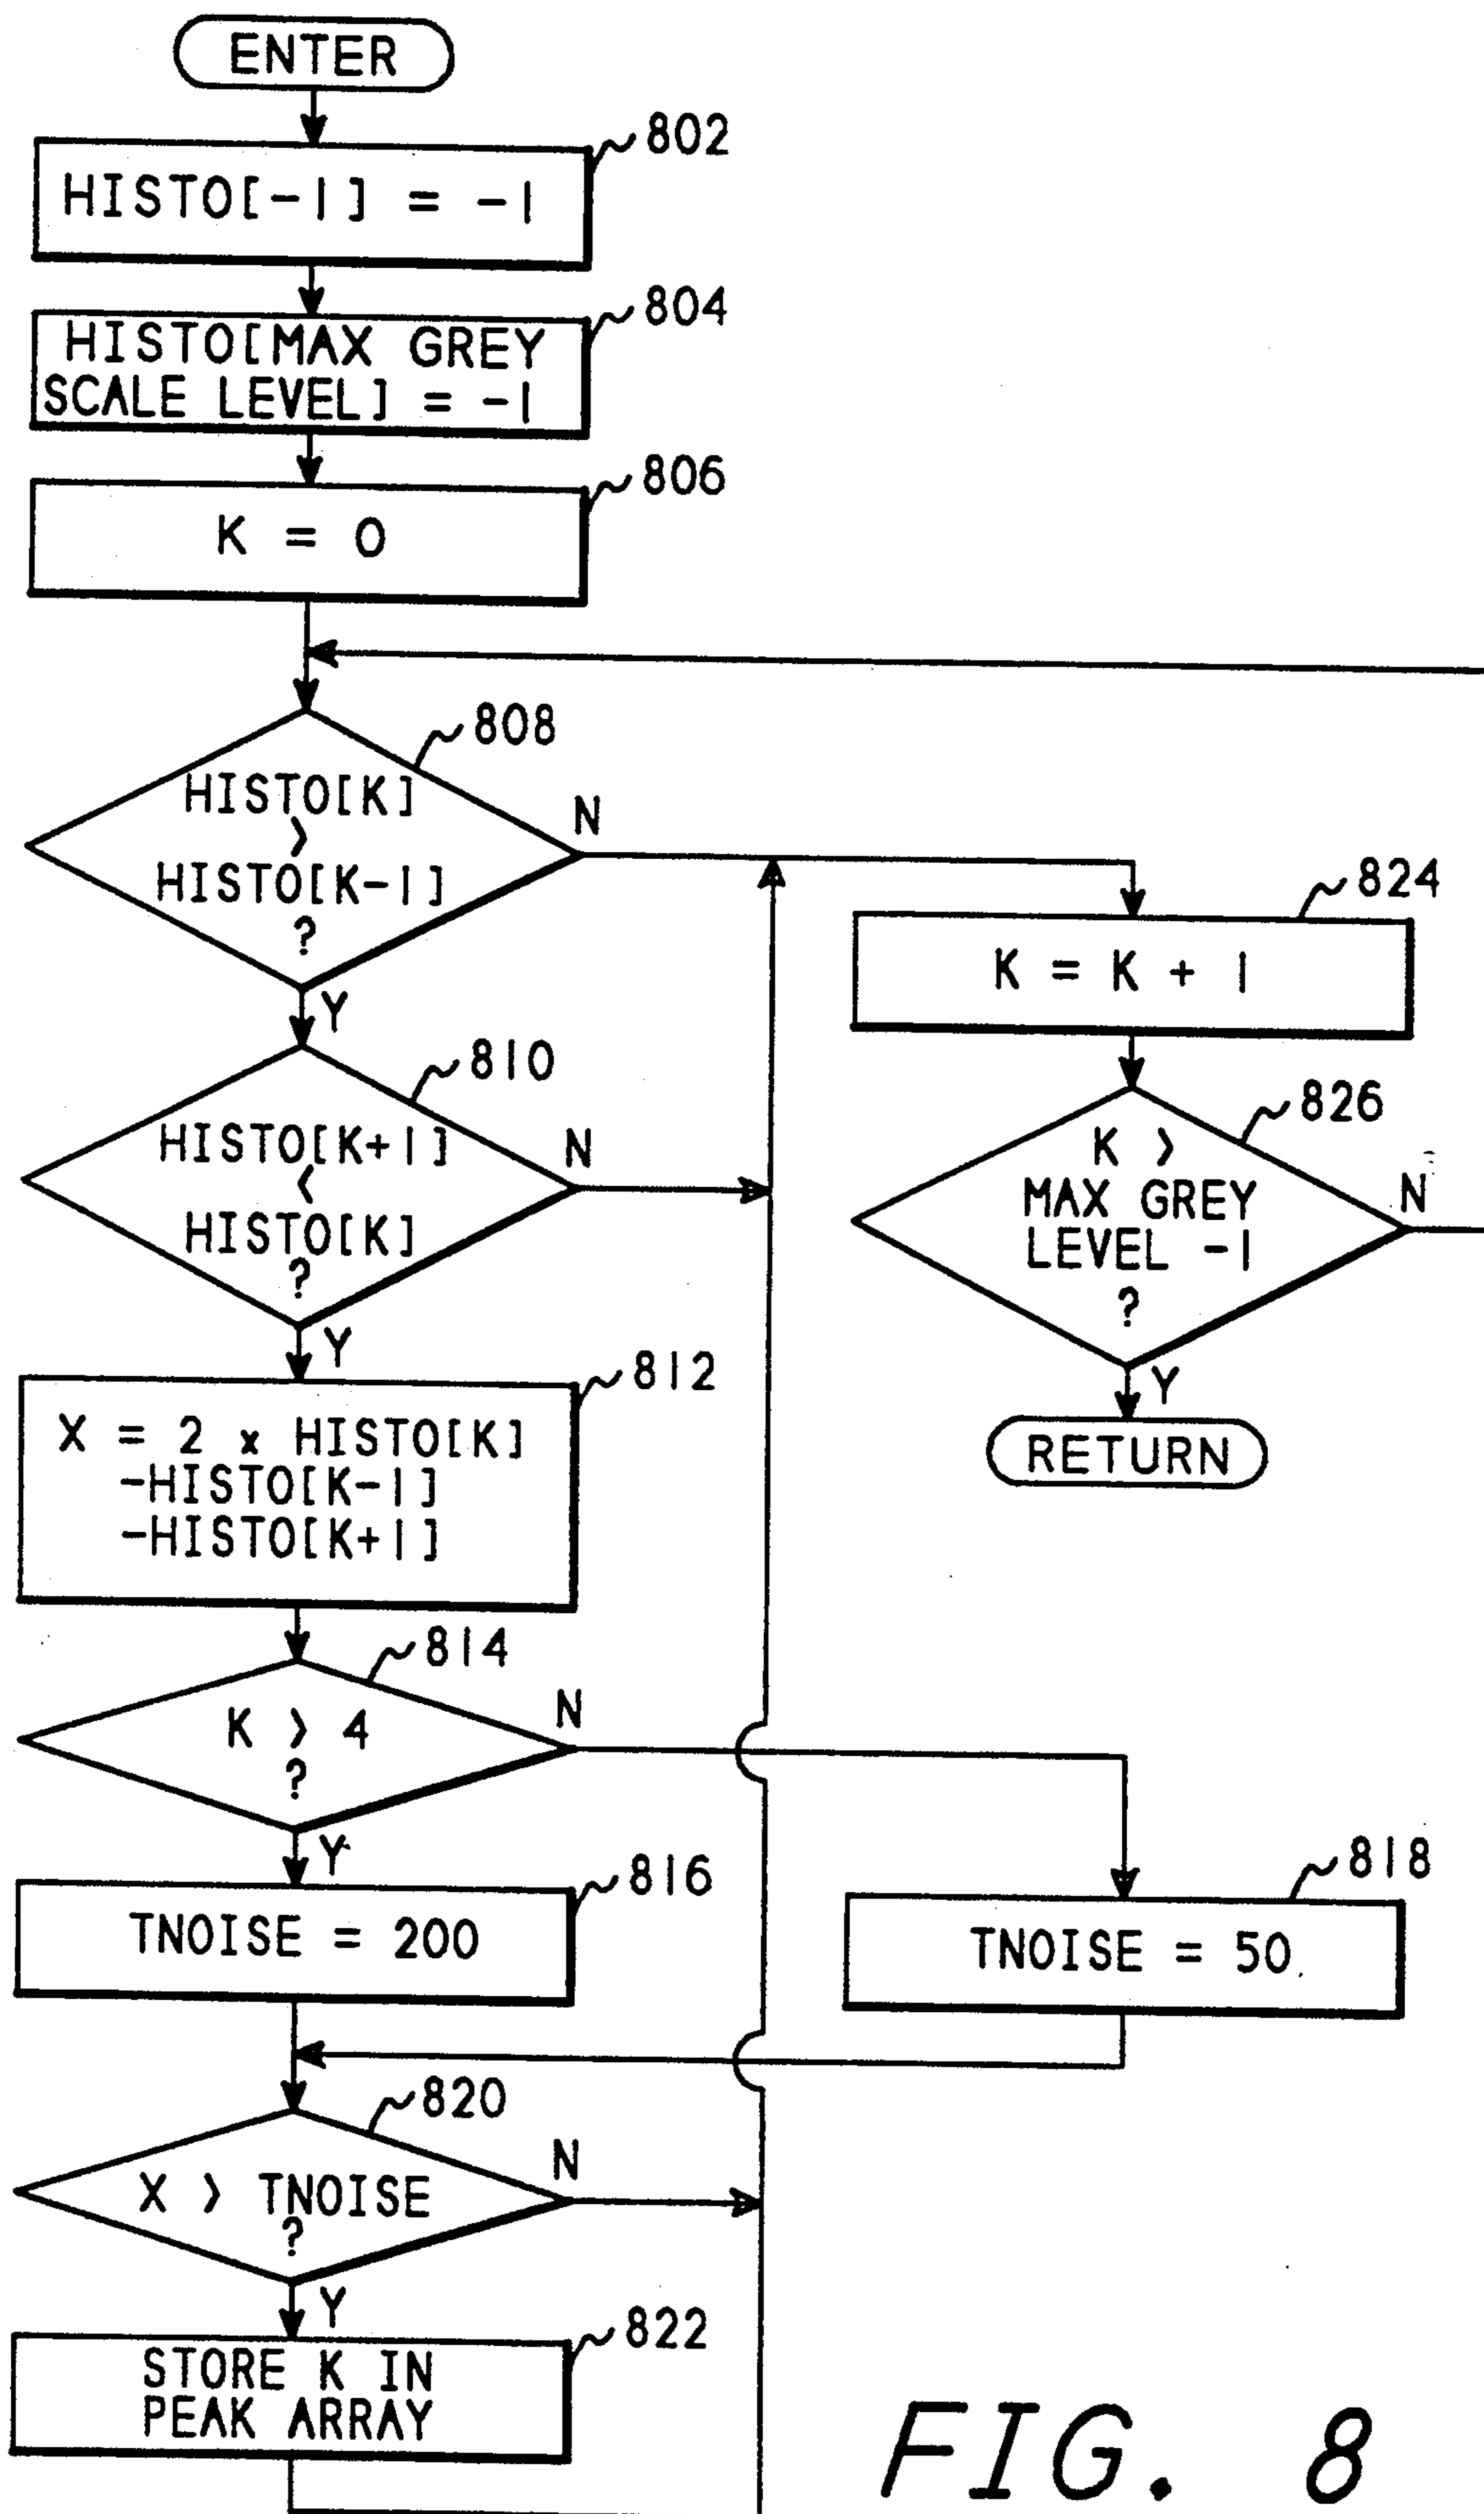 ENTER
802
HISTO[-1] = -1
804
HISTO[MAX GREY
SCALE LEVEL] = -1
806
K = 0
808
HISTO[K]
>
HISTO[K-1]
?
N
Y
810
HISTO[K+1]
<
HISTO[K]
?
N
Y
812
X = 2 x HISTO[K]
-HISTO[K-1]
-HISTO[K+1]
814
K > 4
?
N
Y
816
TNOISE = 200
818
TNOISE = 50
820
X > TNOISE
?
N
Y
822
STORE K IN
PEAK ARRAY
824
K = K + 1
826
K >
MAX GREY
LEVEL -1
?
N
Y
RETURN
FIG. 8